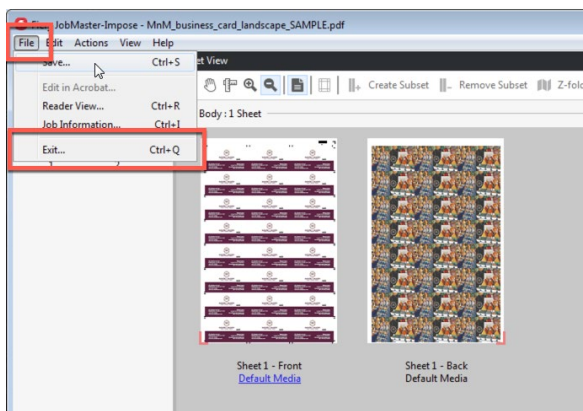 JobMaster-Impose - MnM_business_card_landscape_SAMPLE.pdf
File Edit Actions View Help
Save... Ctrl+S
et View
Edit in Acrobat...
Create Subset Remove Subset Z-fold
Reader View... Ctrl+R
Body : 1 Sheet
Job Information... Ctrl+I
Exit... Ctrl+Q
Sheet 1 - Front
Default Media
Sheet 1 - Back
Default Media